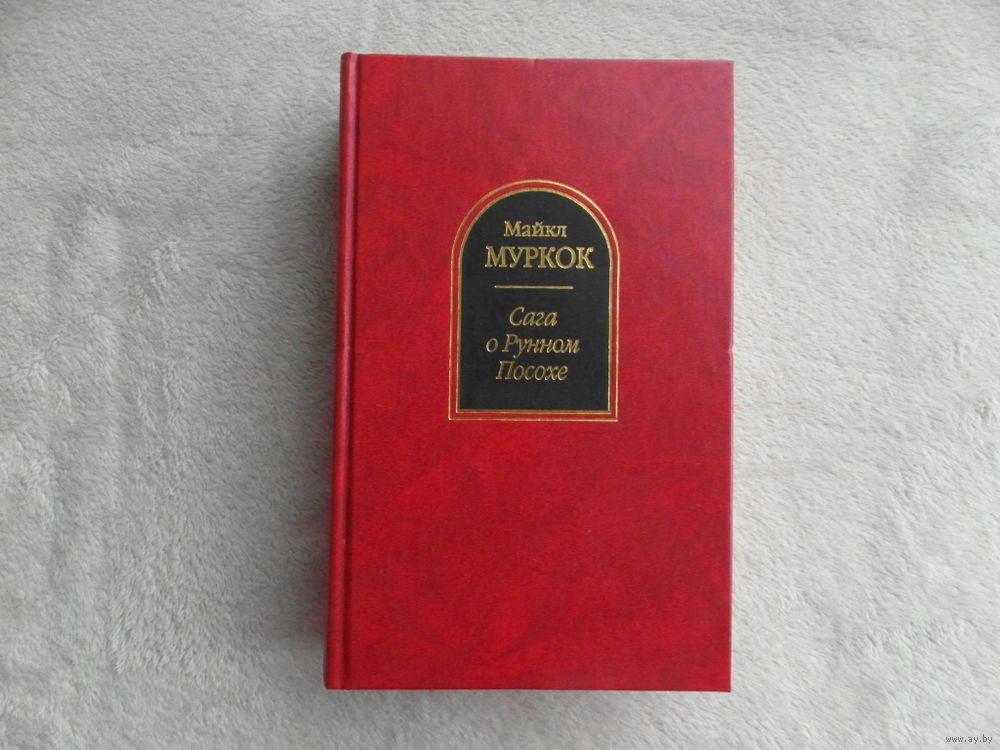 Майкл
МУРКОК
Сага
о Рунном
Посохе
www.ay.by